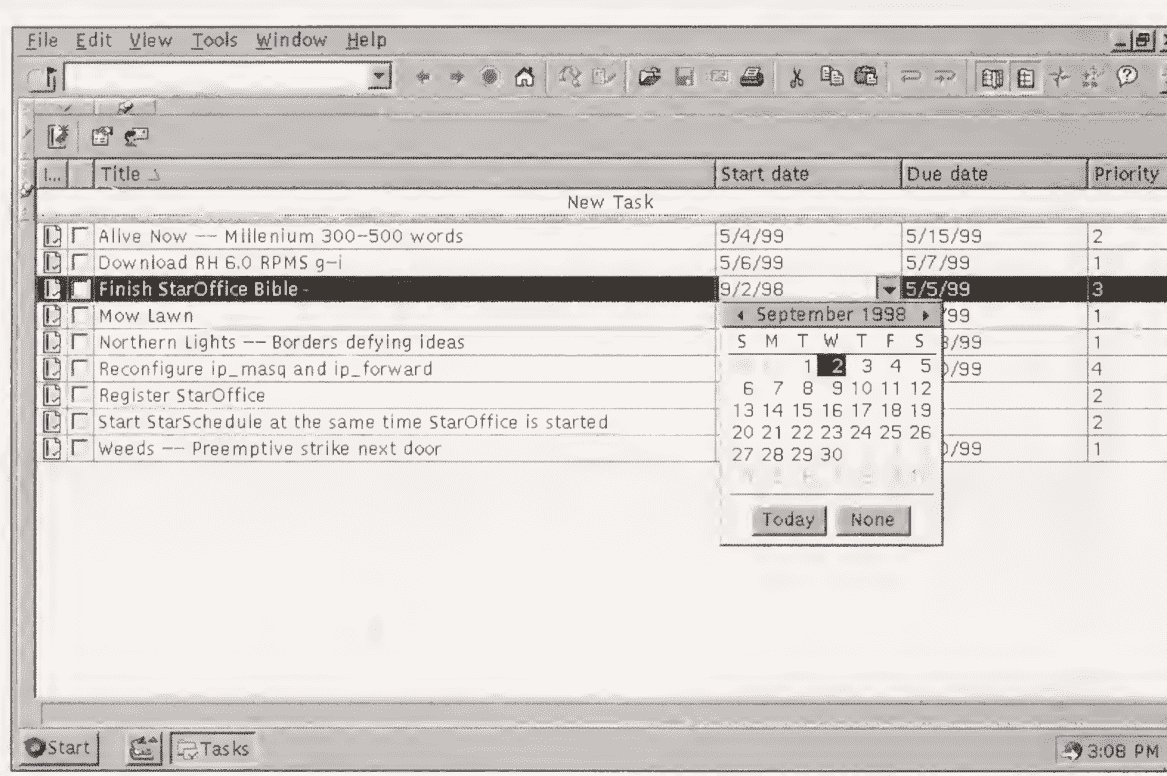 File Edit View Tools Window Help
I... Title Start date Due date Priority
New Task
Alive Now -- Millenium 300-500 words 5/4/99 5/15/99 2
Download RH 6.0 RPMS g-i 5/6/99 5/7/99 1
Finish StarOffice Bible - 9/2/98 5/5/99 3
Mow Lawn /99 1
Northern Lights -- Borders defying ideas /99 1
Reconfigure ip_masq and ip_forward /99 4
Register StarOffice 2
Start StarSchedule at the same time StarOffice is started 2
Weeds -- Preemptive strike next door /99 1
September 1998
S M T W T F S
1 2 3 4 5
6 7 8 9 10 11 12
13 14 15 16 17 18 19
20 21 22 23 24 25 26
27 28 29 30
Today None
Start Tasks 3:08 PM